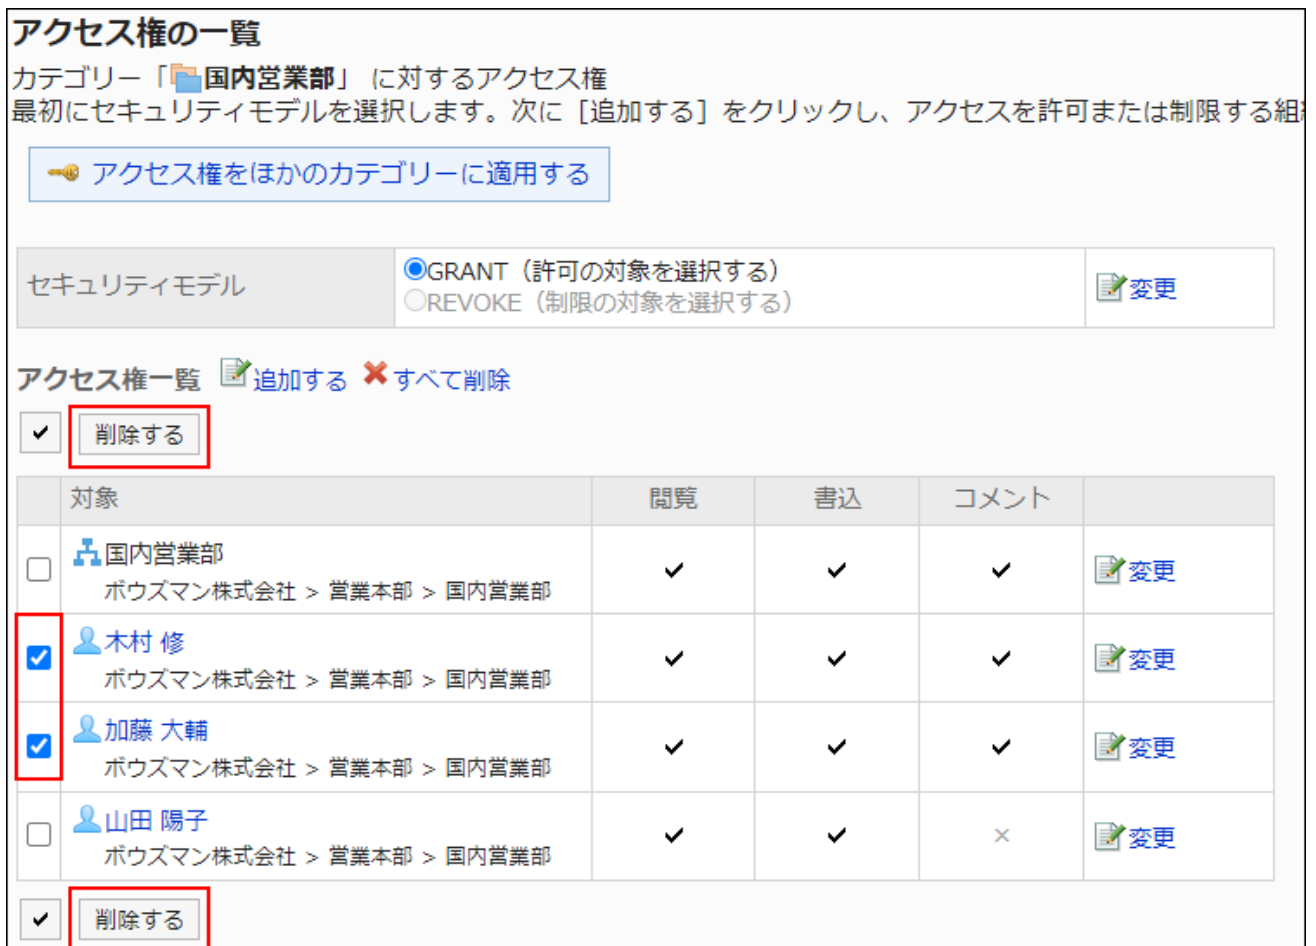 アクセス権の一覧
カテゴリー「国内営業部」 に対するアクセス権
最初にセキュリティモデルを選択します。次に［追加する］をクリックし、アクセスを許可または制限する組
アクセス権をほかのカテゴリーに適用する
セキュリティモデル
GRANT（許可の対象を選択する）
REVOKE（制限の対象を選択する）
変更
アクセス権一覧 追加する すべて削除
削除する
対象 閲覧 書込 コメント
国内営業部
ボウズマン株式会社 > 営業本部 > 国内営業部
変更
木村 修
ボウズマン株式会社 > 営業本部 > 国内営業部
変更
加藤 大輔
ボウズマン株式会社 > 営業本部 > 国内営業部
変更
山田 陽子
ボウズマン株式会社 > 営業本部 > 国内営業部
変更
削除する